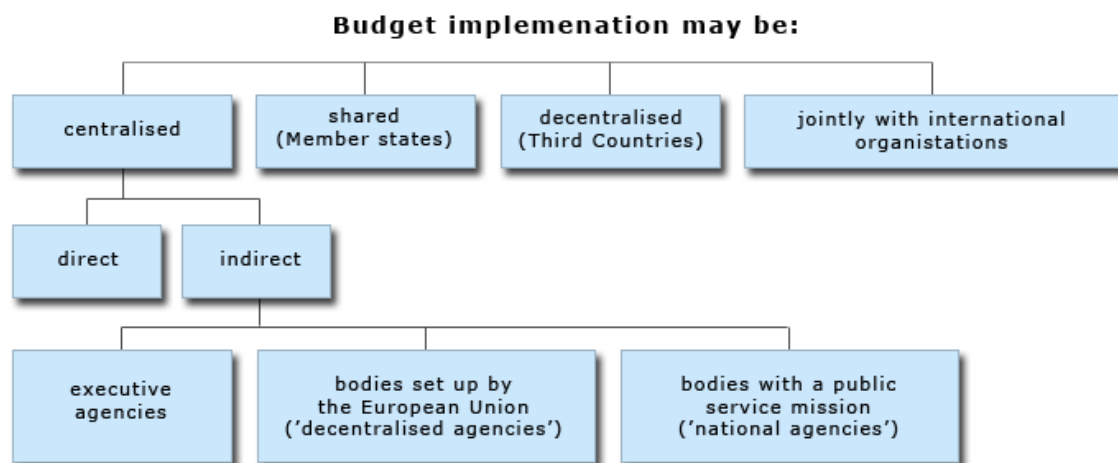 Budget implemenation may be:
centralised
shared
(Member states)
decentralised
(Third Countries)
jointly with international
organistations
direct
indirect
executive
agencies
bodies set up by
the European Union
('decentralised agencies')
bodies with a public
service mission
('national agencies')